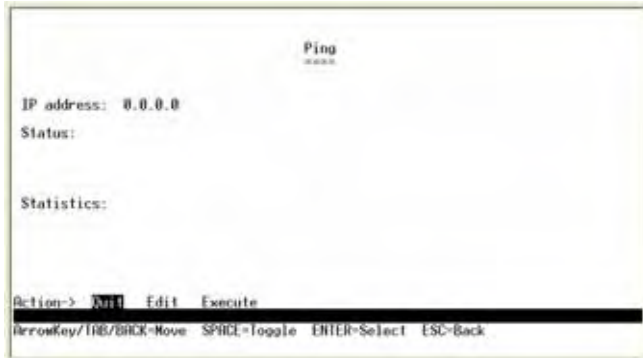 Ping
====
IP address: 0.0.0.0
Status:
Statistics:
Action-> Quit Edit Execute
ArrowKey/TAB/BACK=Move SPACE=Toggle ENTER=Select ESC=Back